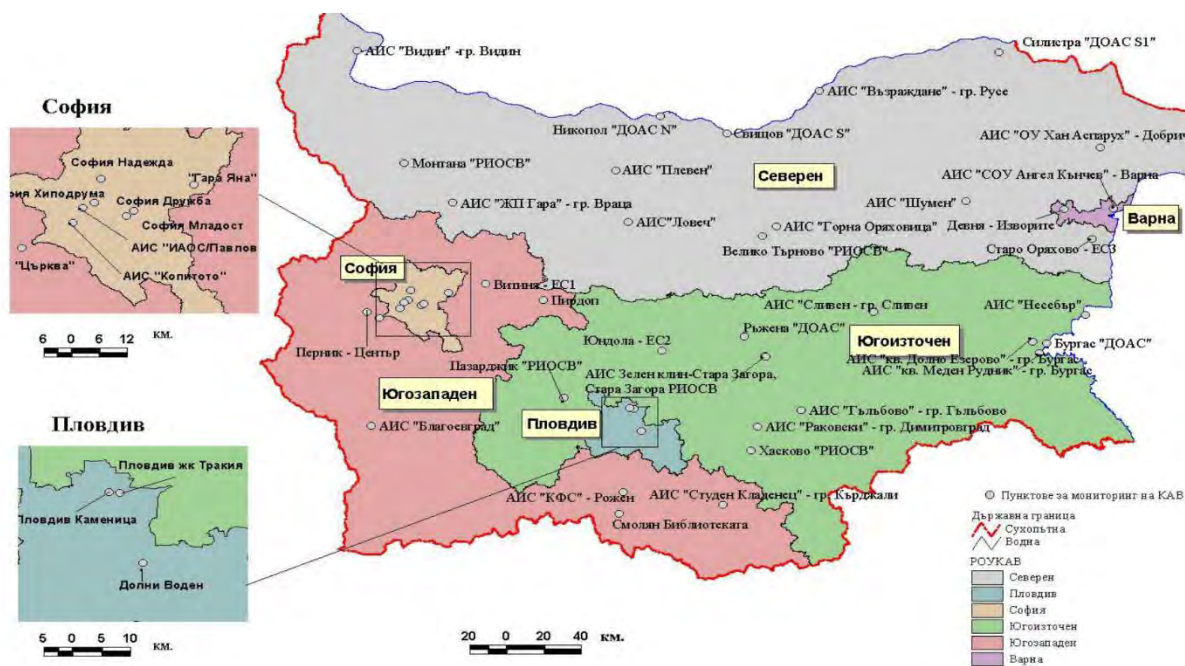 София
София Надежда
"Гара Яна"
рия Хиподрума
София Дружба
София Младост
АИС "ИАОС/Павлов
АИС "Копитото"
"Църква"
6 0 6 12 км.
Пловдив
Пловдив жк Тракия
Пловдив Каменица
Долни Воден
5 0 5 10 км.
АИС "Видин" -гр. Видин
Силистра "ДОАС S1"
АИС "Възраждане" - гр. Русе
Никопол "ДОАС N"
Свищов "ДОАС S"
АИС "ОУ Хан Аспарух" - Добрич
Монтана "РИОСВ"
АИС "Плевен"
Северен
АИС "СОУ Ангел Кънчев" - Варна
АИС "ЖП Гара" - гр. Враца
АИС "Шумен"
АИС"Ловеч"
АИС "Горна Оряховица"
Девня - Изворите
Варна
Велико Търново "РИОСВ"
Старо Оряхово - ЕС3
София
Витиня - ЕС1
Пирдоп
АИС "Сливен - гр. Сливен
АИС "Несебър"
Ръжена "ДОАС"
Югоизточен
Бургас "ДОАС"
Перник - Център
Юндола - ЕС2
АИС "кв. Долно Езерово" - гр. Бургас
Пазарджик "РИОСВ"
АИС Зелен клин-Стара Загора,
Стара Загора РИОСВ
АИС "кв. Меден Рудник" - гр. Бургас
Югозападен
Пловдив
АИС "Гълъбово" - гр. Гълъбово
АИС "Благоевград"
АИС "Раковски" - гр. Димитровград
Хасково "РИОСВ"
АИС "КФС" - Рожен
АИС "Студен Кладенец" - гр. Кърджали
Смолян Библиотекига
20 0 20 40 км.
Пунктове за мониторинг на КАВ
Държавна граница
Сухопътна
Водна
РОУКАВ
Северен
Пловдив
София
Югоизточен
Югозападен
Варна